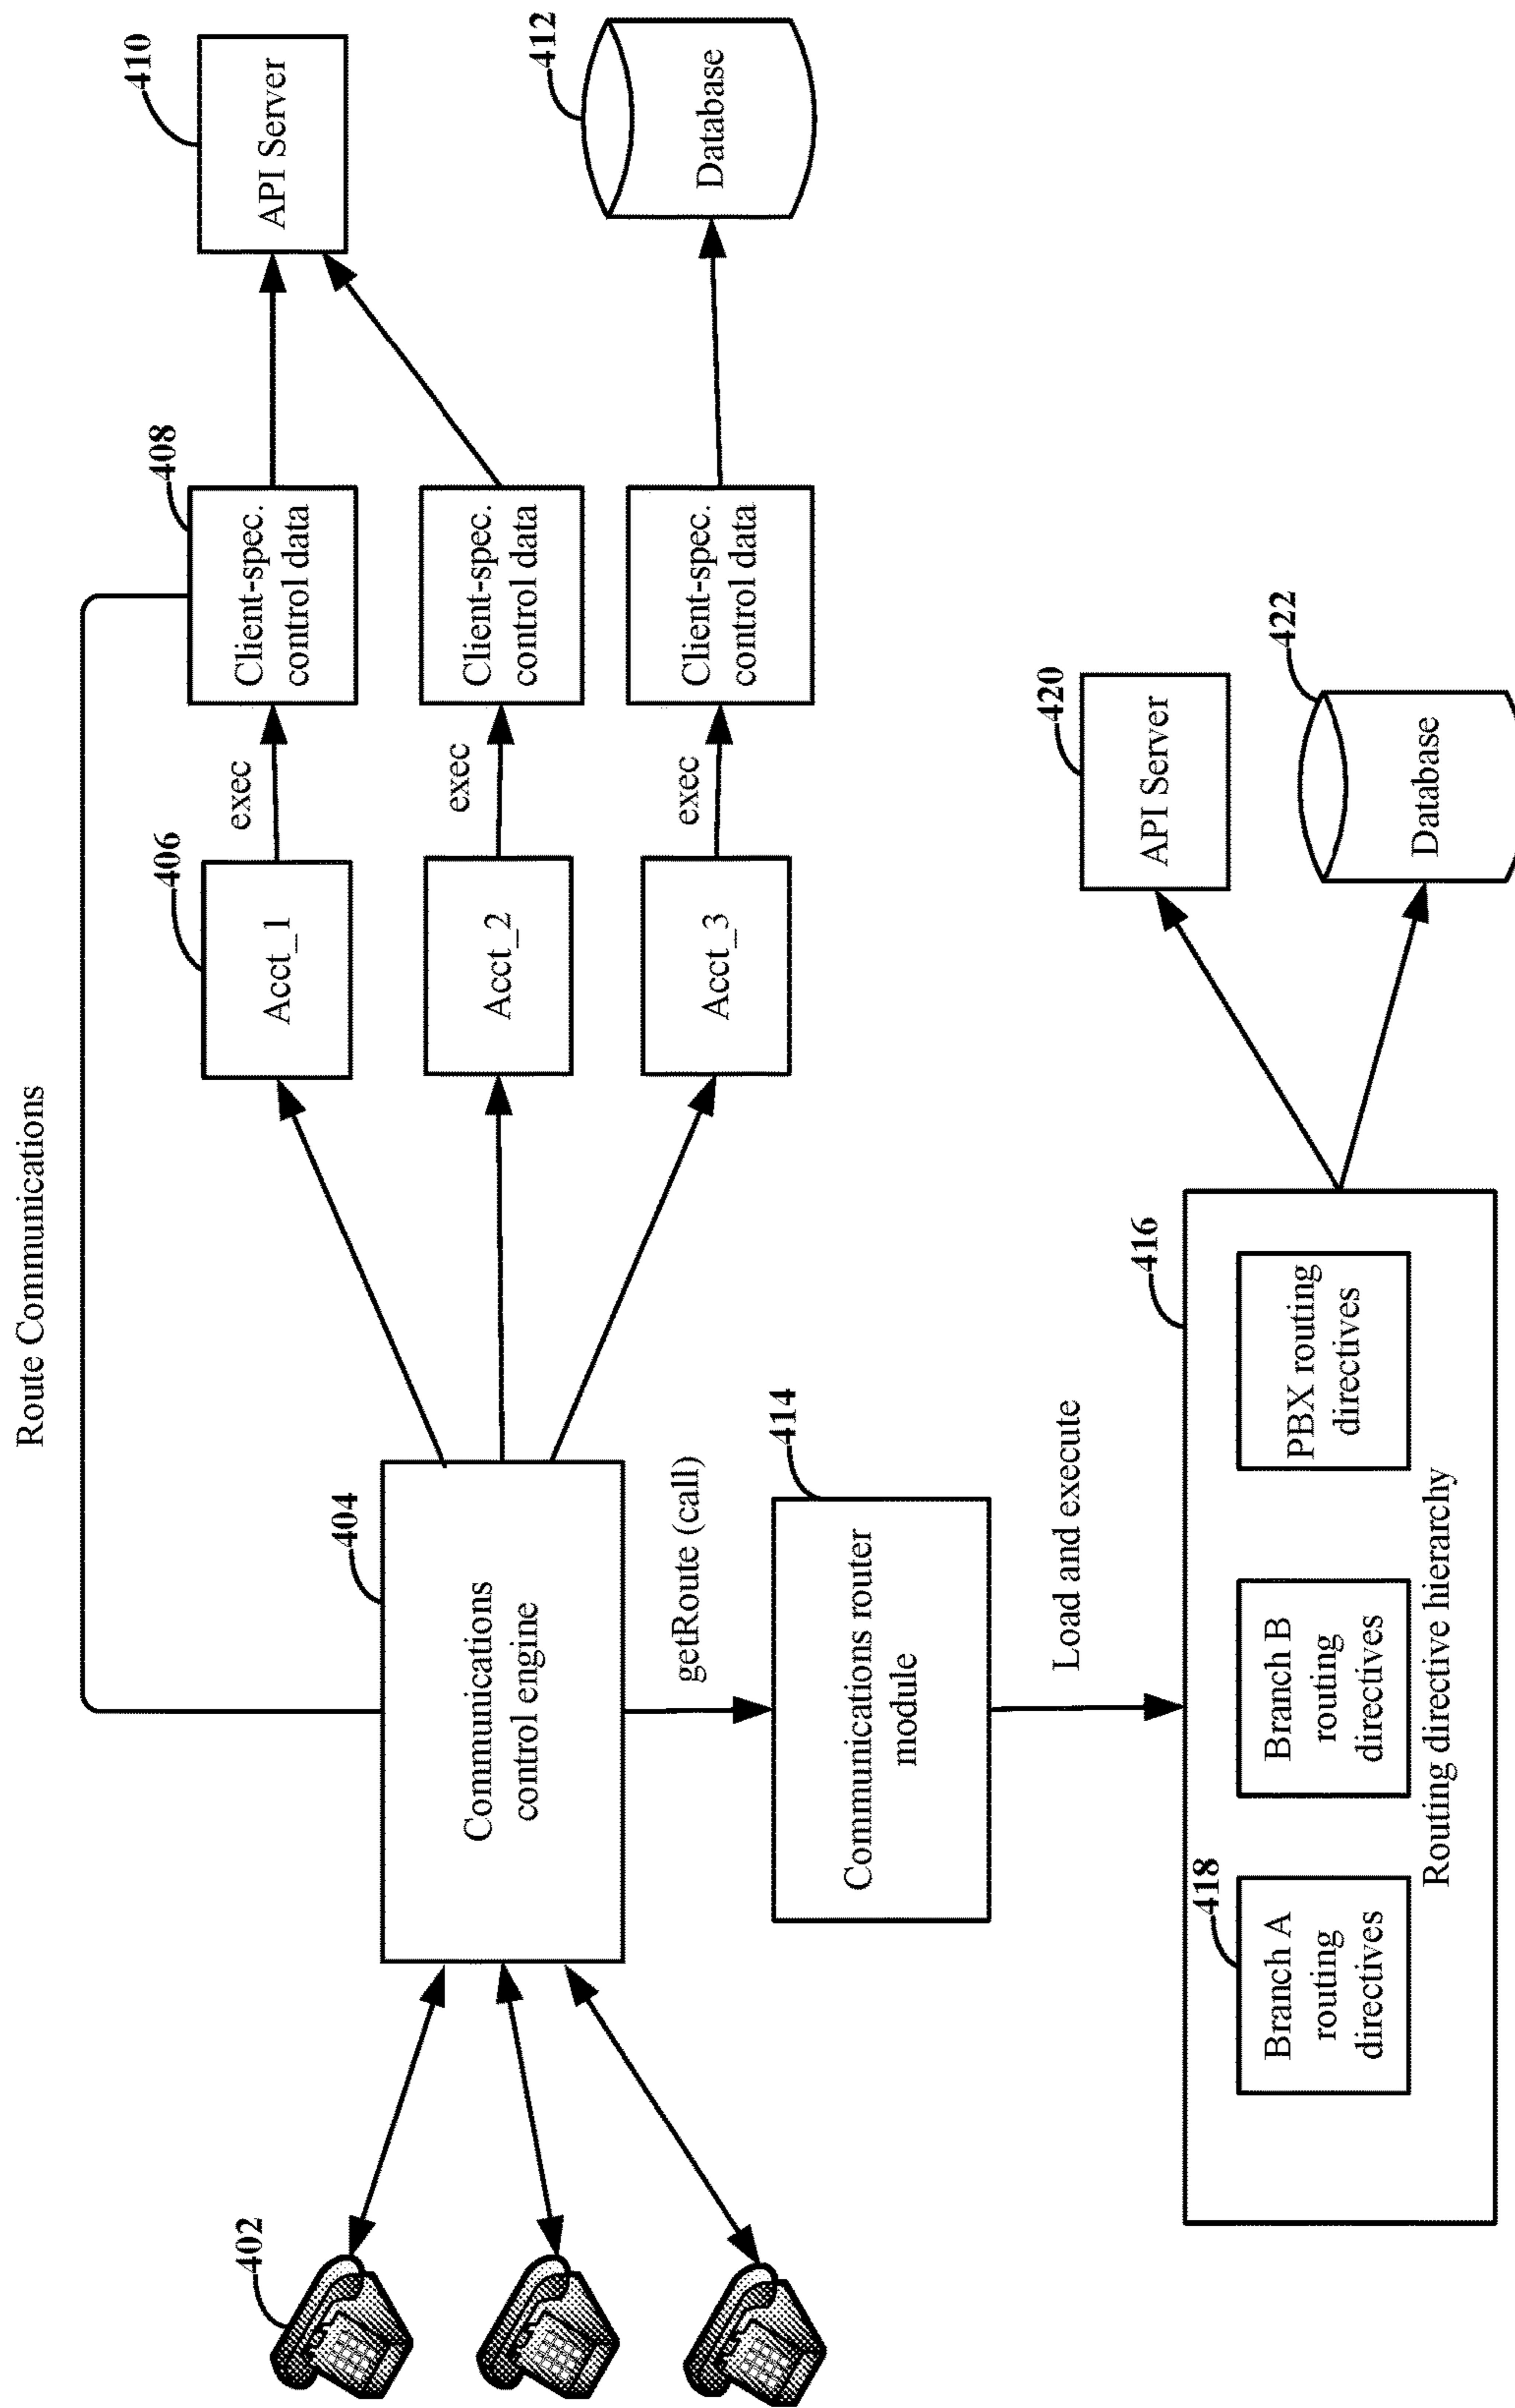 Route Communications
402
404
Communications
control engine
406
Acct_1
exec
408
Client-spec.
control data
410
API Server
Acct_2
exec
Client-spec.
control data
Acct_3
exec
Client-spec.
control data
412
Database
getRoute (call)
414
Communications router
module
Load and execute
416
418
Branch A
routing
directives
Branch B
routing
directives
PBX routing
directives
Routing directive hierarchy
420
API Server
422
Database